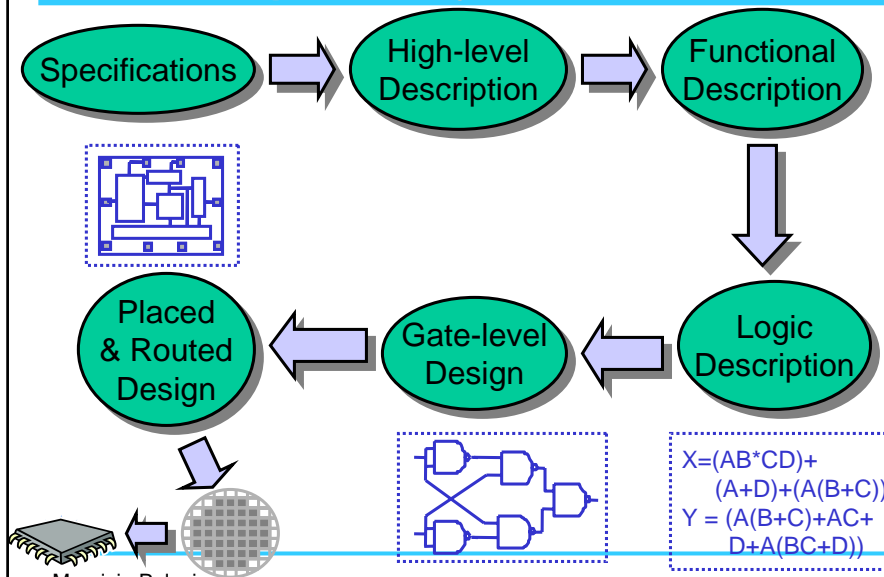 Specifications
High-level
Description
Functional
Description
Logic
Description
Gate-level
Design
Placed
& Routed
Design
X=(AB*CD)+
(A+D)+(A(B+C))
Y = (A(B+C)+AC+
D+A(BC+D))